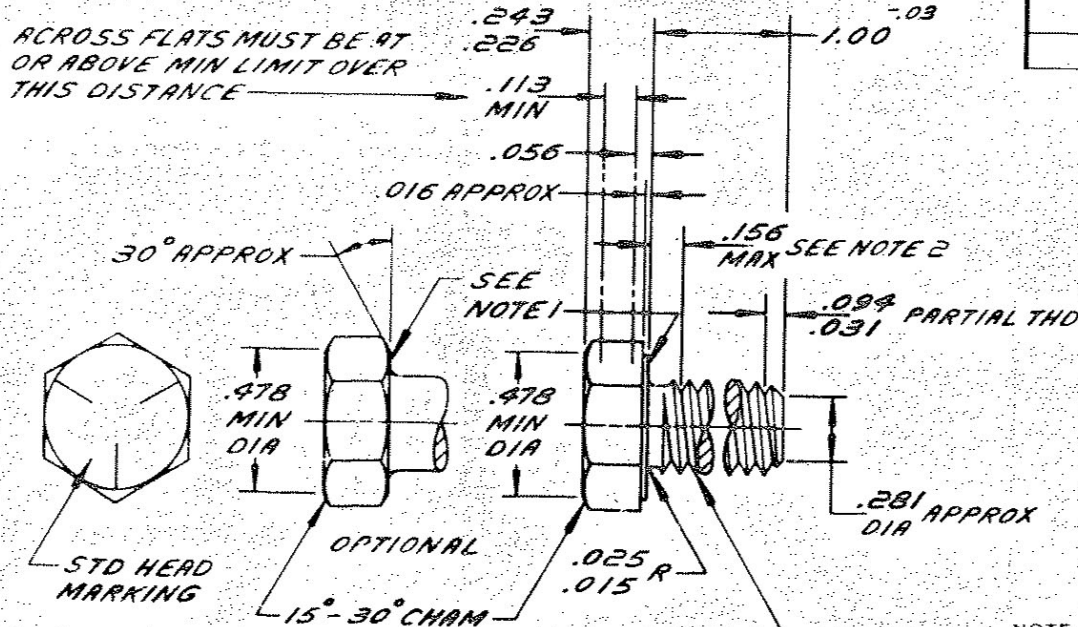 ACROSS FLATS MUST BE AT
OR ABOVE MIN LIMIT OVER
THIS DISTANCE
.243
.226
-.03
1.00
.113
MIN
.056
.016 APPROX
.156
MAX SEE NOTE 2
30° APPROX
SEE
NOTE 1
.094
.031 PARTIAL THD
.478
MIN
DIA
.478
MIN
DIA
.281 APPROX
DIA
OPTIONAL
.025
.015 R
STD HEAD
MARKING
15°-30° CHAM
NOTE